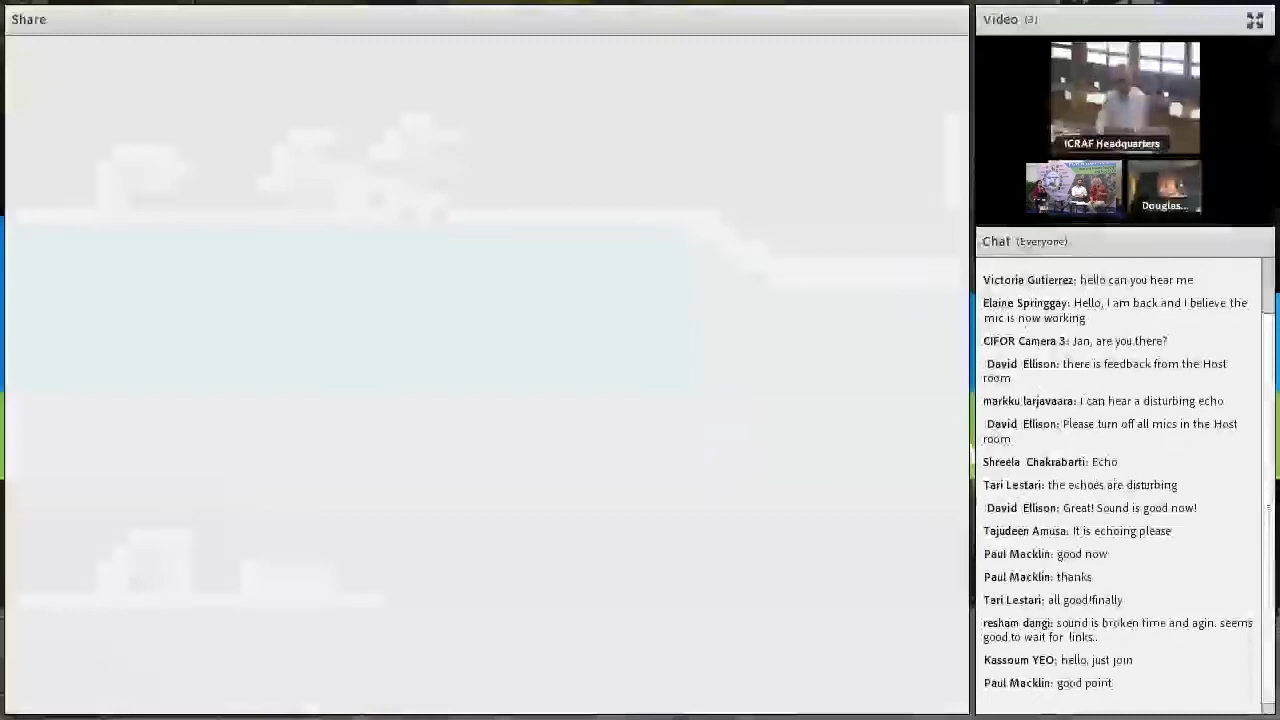 Share
Video (3)
ICRAF Headquarters
Douglas...
Chat (Everyone)
Victoria Gutierrez: hello can you hear me
Elaine Springgay: Hello, I am back and I believe the
mic is now working
CIFOR Camera 3: Jan, are you there?
David Ellison: there is feedback from the Host
room
markku larjavaara: I can hear a disturbing echo
David Ellison: Please turn off all mics in the Host
room
Shreela Chakrabarti: Echo
Tari Lestari: the echoes are disturbing
David Ellison: Great! Sound is good now!
Tajudeen Amusa: It is echoing please
Paul Macklin: good now
Paul Macklin: thanks
Tari Lestari: all good!finally
resham dangi: sound is broken time and agin. seems
good to wait for links..
Kassoum YEO: hello, just join
Paul Macklin: good point